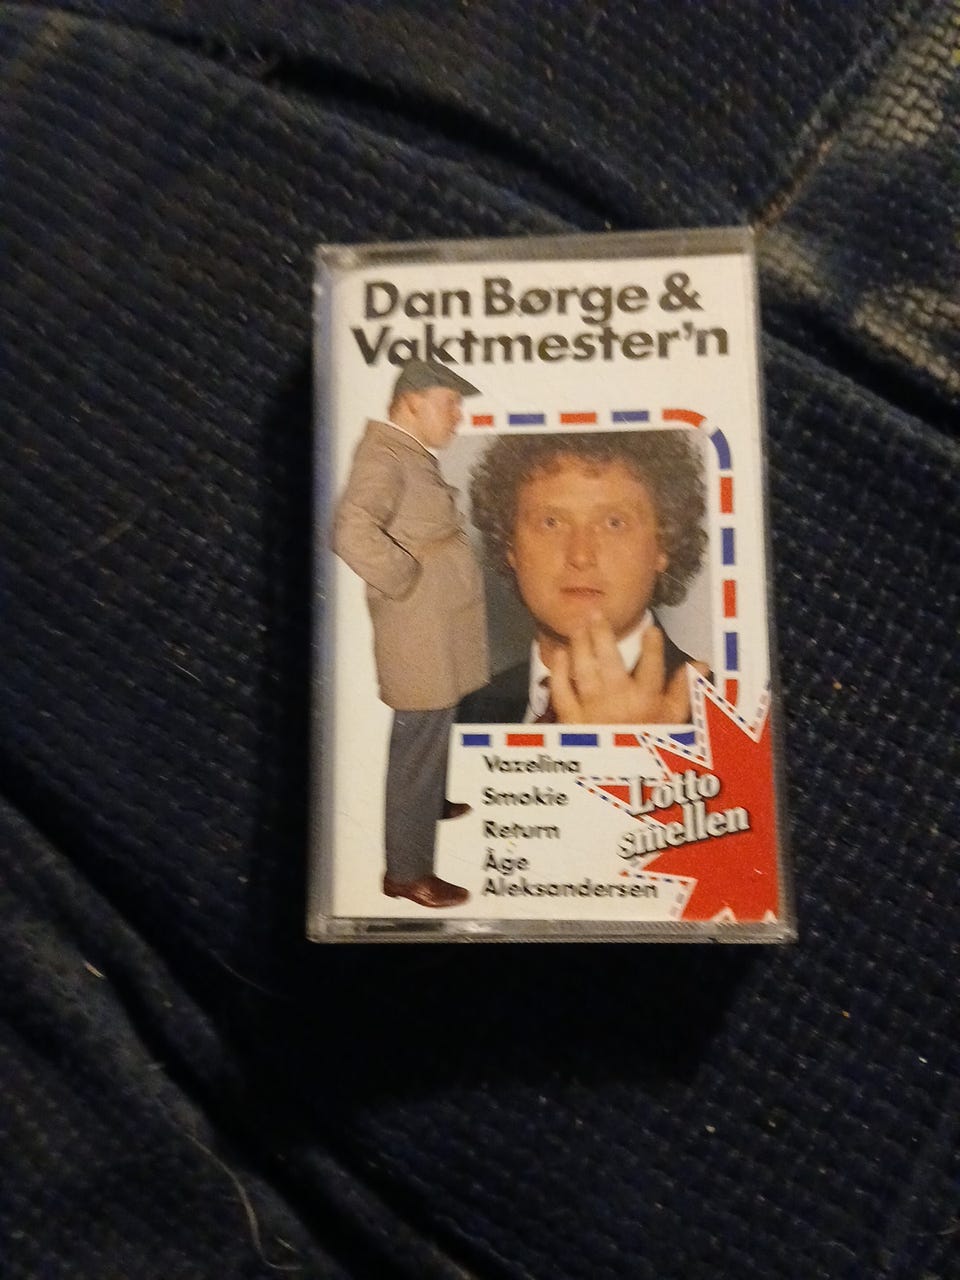 Dan Børge &
Vaktmester'n
Vazelina
Smokie
Return
Åge
Aleksandersen
Lotto
smellen